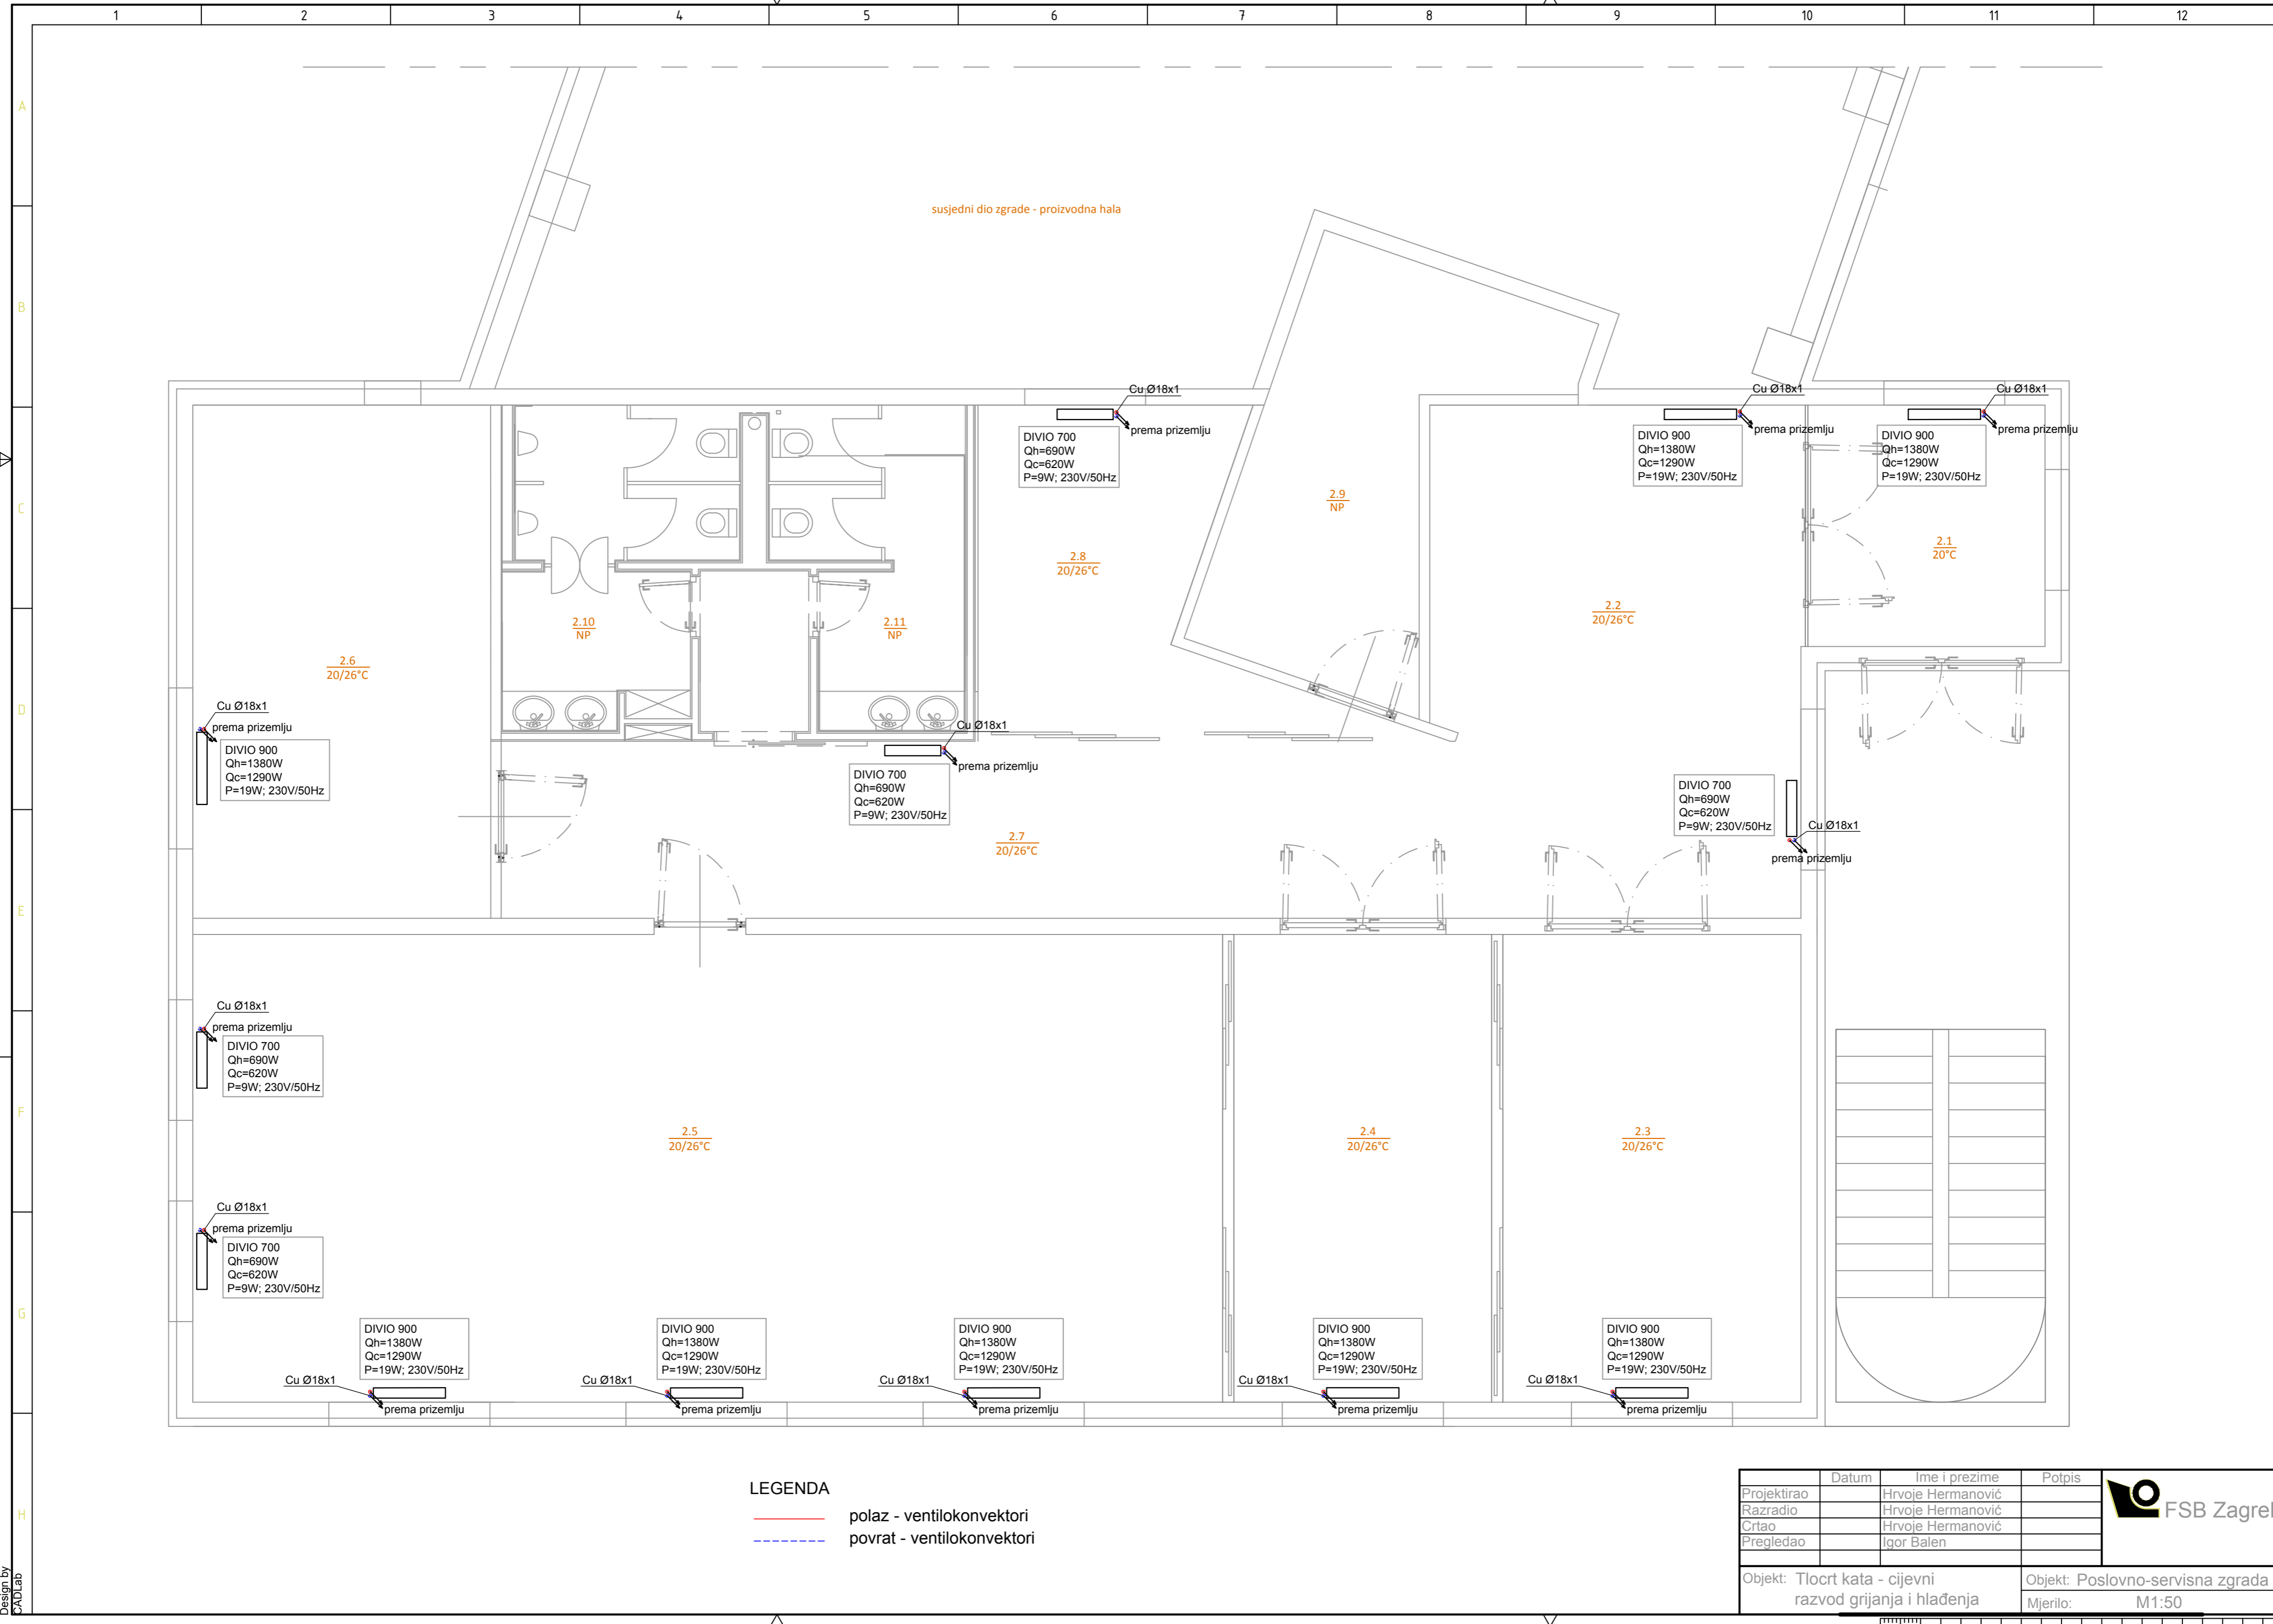 1 2 3 4 5 6 7 8 9 10 11 12
A
B
C
D
E
F
G
H
susjedni dio zgrade - proizvodna hala
Cu Ø18x1
prema prizemlju
DIVIO 700
Qh=690W
Qc=620W
P=9W; 230V/50Hz
Cu Ø18x1
prema prizemlju
DIVIO 900
Qh=1380W
Qc=1290W
P=19W; 230V/50Hz
Cu Ø18x1
prema prizemlju
DIVIO 900
Qh=1380W
Qc=1290W
P=19W; 230V/50Hz
2.9
NP
2.8
20/26°C
2.1
20°C
2.2
20/26°C
2.10
NP
2.11
NP
2.6
20/26°C
Cu Ø18x1
prema prizemlju
DIVIO 900
Qh=1380W
Qc=1290W
P=19W; 230V/50Hz
Cu Ø18x1
prema prizemlju
DIVIO 700
Qh=690W
Qc=620W
P=9W; 230V/50Hz
DIVIO 700
Qh=690W
Qc=620W
P=9W; 230V/50Hz
Cu Ø18x1
prema prizemlju
2.7
20/26°C
Cu Ø18x1
prema prizemlju
DIVIO 700
Qh=690W
Qc=620W
P=9W; 230V/50Hz
2.5
20/26°C
2.4
20/26°C
2.3
20/26°C
Cu Ø18x1
prema prizemlju
DIVIO 700
Qh=690W
Qc=620W
P=9W; 230V/50Hz
DIVIO 900
Qh=1380W
Qc=1290W
P=19W; 230V/50Hz
Cu Ø18x1
prema prizemlju
DIVIO 900
Qh=1380W
Qc=1290W
P=19W; 230V/50Hz
Cu Ø18x1
prema prizemlju
DIVIO 900
Qh=1380W
Qc=1290W
P=19W; 230V/50Hz
Cu Ø18x1
prema prizemlju
DIVIO 900
Qh=1380W
Qc=1290W
P=19W; 230V/50Hz
Cu Ø18x1
prema prizemlju
DIVIO 900
Qh=1380W
Qc=1290W
P=19W; 230V/50Hz
Cu Ø18x1
prema prizemlju
LEGENDA
polaz - ventilokonvektori
povrat - ventilokonvektori
Datum Ime i prezime Potpis
Projektirao Hrvoje Hermanović
Razradio Hrvoje Hermanović
Crtao Hrvoje Hermanović
Pregledao Igor Balen
FSB Zagreb
Objekt: Tlocrt kata - cijevni
razvod grijanja i hlađenja
Objekt: Poslovno-servisna zgrada
Mjerilo: M1:50
Design by
CADLab